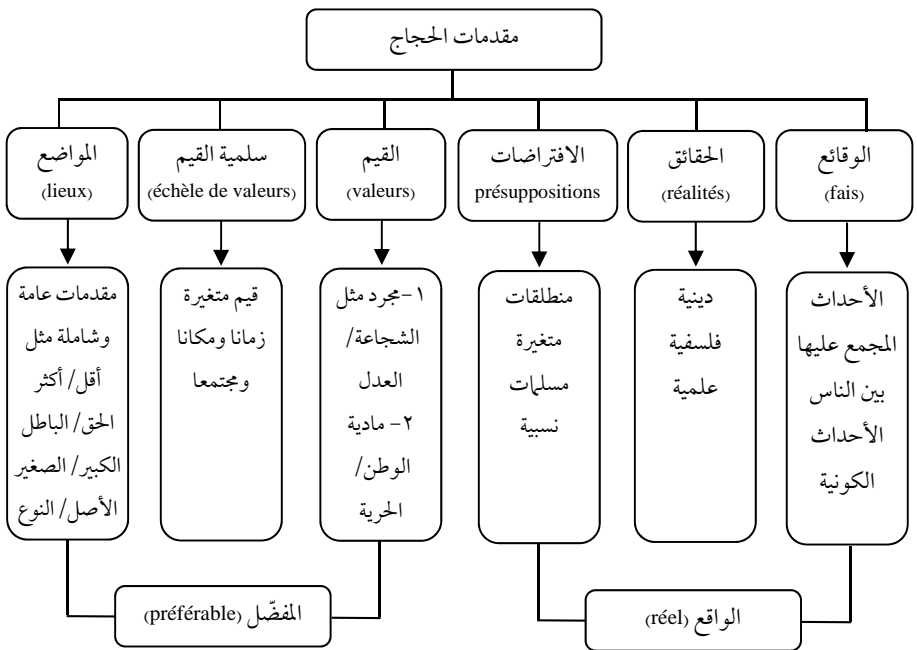 مقدمات الحجاج
الوقائع
(fais)
الحقائق
(réalités)
الافتراضات
présuppositions
القيم
(valeurs)
سلمية القيم
(échèle de valeurs)
المواضع
(lieux)
الأحداث
المجمع عليها
بين الناس
الأحداث
الكونية
دينية
فلسفية
علمية
منطلقات
متغيرة
مسلمات
نسبية
١-مجرد مثل
الشجاعة/
العدل
٢- مادية
الوطن/
الحرية
قيم متغيرة
زمانا ومكانا
ومجتمعا
مقدمات عامة
وشاملة مثل
أقل/ أكثر
الحق/ الباطل
الكبير/ الصغير
الأصل/ النوع
الواقع (réel)
المفضّل (préférable)